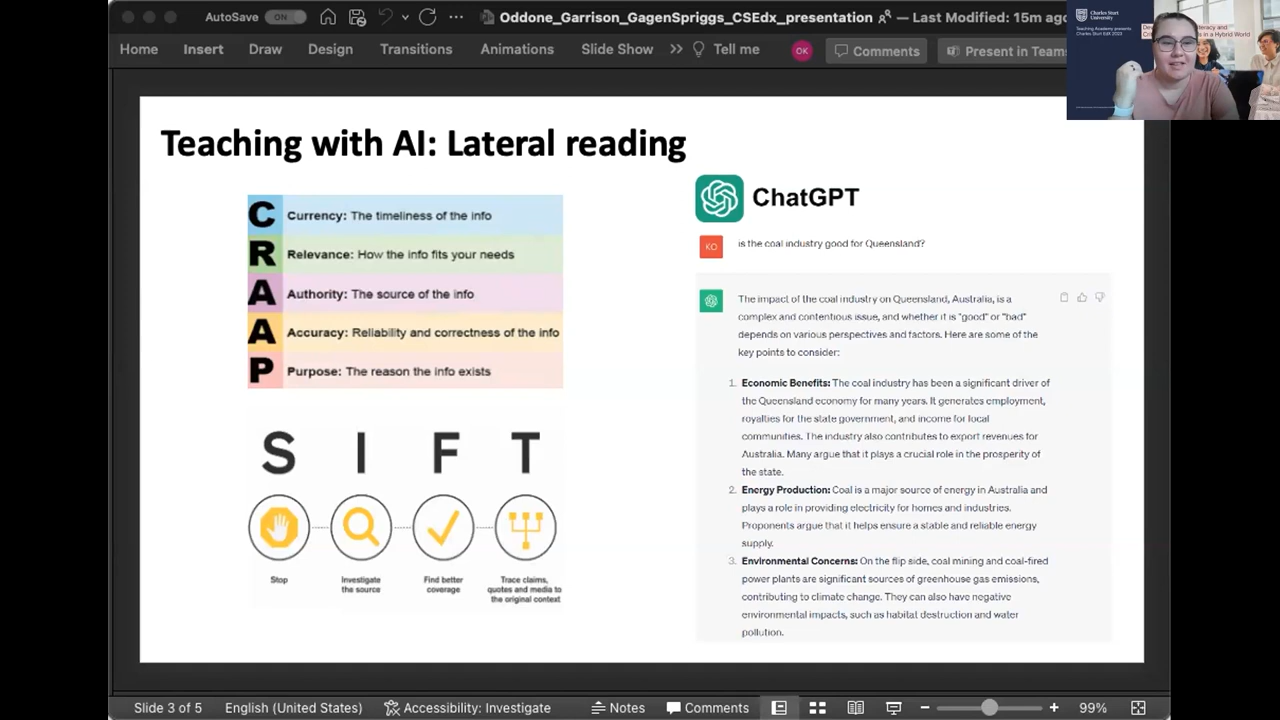 AutoSave ON Oddone_Garrison_GagenSpriggs_CSEdx_presentation — Last Modified: 15m ago
Home Insert Draw Design Transitions Animations Slide Show >> Tell me OK Comments Present in Teams
Charles Sturt
University
Teaching Academy presents
Teaching with AI: Lateral reading
C Currency: The timeliness of the info
R Relevance: How the info fits your needs
A Authority: The source of the info
A Accuracy: Reliability and correctness of the info
P Purpose: The reason the info exists
S I F T
Stop
Investigate
the source
Find better
coverage
Trace claims,
quotes and media to
the original context
ChatGPT
KO is the coal industry good for Queensland?
The impact of the coal industry on Queensland, Australia, is a
complex and contentious issue, and whether it is "good" or "bad"
depends on various perspectives and factors. Here are some of the
key points to consider:
1. Economic Benefits: The coal industry has been a significant driver of
the Queensland economy for many years. It generates employment,
royalties for the state government, and income for local
communities. The industry also contributes to export revenues for
Australia. Many argue that it plays a crucial role in the prosperity of
the state.
2. Energy Production: Coal is a major source of energy in Australia and
plays a role in providing electricity for homes and industries.
Proponents argue that it helps ensure a stable and reliable energy
supply.
3. Environmental Concerns: On the flip side, coal mining and coal-fired
power plants are significant sources of greenhouse gas emissions,
contributing to climate change. They can also have negative
environmental impacts, such as habitat destruction and water
pollution.
Slide 3 of 5 English (United States) Accessibility: Investigate Notes Comments 99%